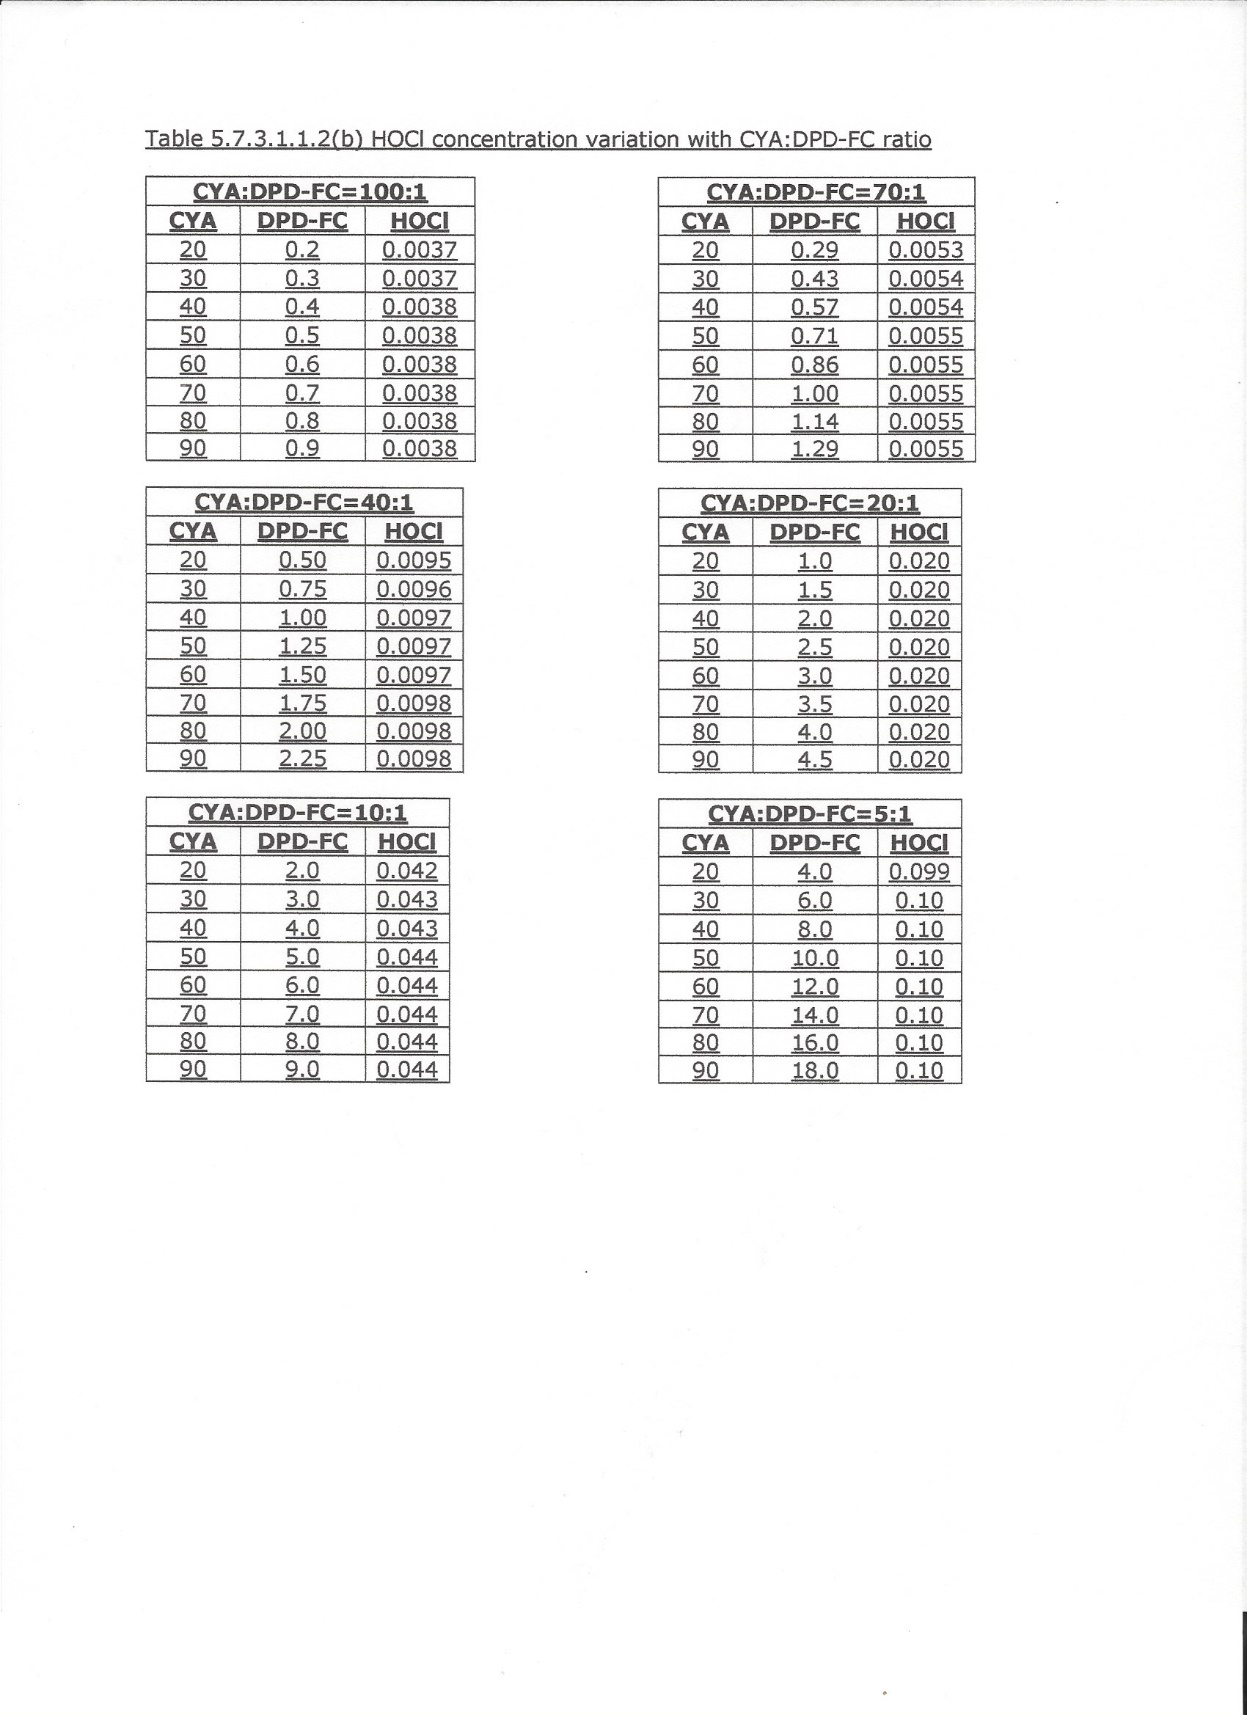 Table 5.7.3.1.1.2(b) HOCl concentration variation with CYA:DPD-FC ratio
CYA:DPD-FC=100:1
CYA DPD-FC HOCl
20 0.2 0.0037
30 0.3 0.0037
40 0.4 0.0038
50 0.5 0.0038
60 0.6 0.0038
70 0.7 0.0038
80 0.8 0.0038
90 0.9 0.0038
CYA:DPD-FC=70:1
CYA DPD-FC HOCl
20 0.29 0.0053
30 0.43 0.0054
40 0.57 0.0054
50 0.71 0.0055
60 0.86 0.0055
70 1.00 0.0055
80 1.14 0.0055
90 1.29 0.0055
CYA:DPD-FC=40:1
CYA DPD-FC HOCl
20 0.50 0.0095
30 0.75 0.0096
40 1.00 0.0097
50 1.25 0.0097
60 1.50 0.0097
70 1.75 0.0098
80 2.00 0.0098
90 2.25 0.0098
CYA:DPD-FC=20:1
CYA DPD-FC HOCl
20 1.0 0.020
30 1.5 0.020
40 2.0 0.020
50 2.5 0.020
60 3.0 0.020
70 3.5 0.020
80 4.0 0.020
90 4.5 0.020
CYA:DPD-FC=10:1
CYA DPD-FC HOCl
20 2.0 0.042
30 3.0 0.043
40 4.0 0.043
50 5.0 0.044
60 6.0 0.044
70 7.0 0.044
80 8.0 0.044
90 9.0 0.044
CYA:DPD-FC=5:1
CYA DPD-FC HOCl
20 4.0 0.099
30 6.0 0.10
40 8.0 0.10
50 10.0 0.10
60 12.0 0.10
70 14.0 0.10
80 16.0 0.10
90 18.0 0.10